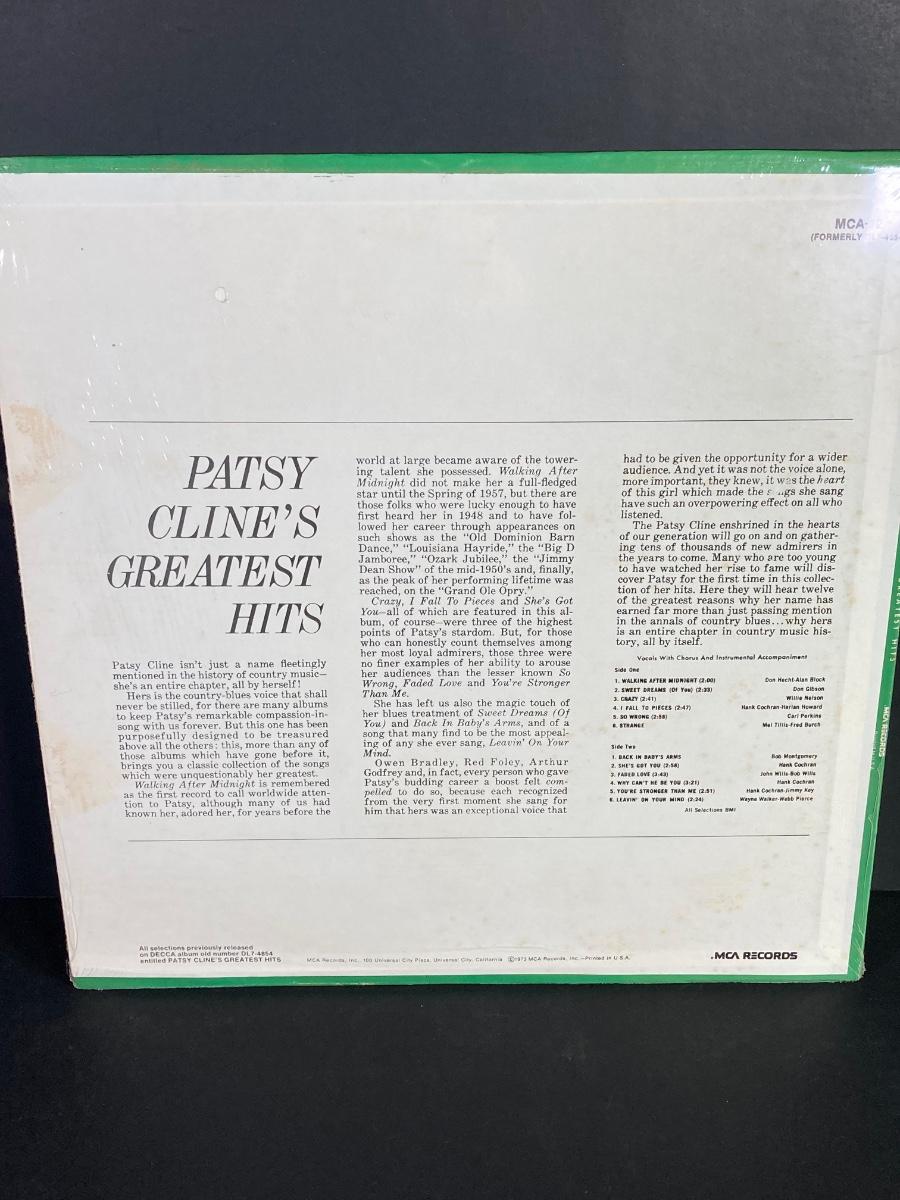 MCA-
(FORMERLY
PATSY
CLINE'S
GREATEST
HITS
Patsy Cline isn't just a name fleetingly
mentioned in the history of country music—
she's an entire chapter, all by herself!
Hers is the country-blues voice that shall
never be stilled, for there are many albums
to keep Patsy's remarkable compassion-in-
song with us forever. But this one has been
purposefully designed to be treasured
above all the others; this, more than any of
those albums which have gone before it,
brings you a classic collection of the songs
which were unquestionably her greatest.
Walking After Midnight is remembered
as the first record to call worldwide atten-
tion to Patsy, although many of us had
known her, adored her, for years before the
world at large became aware of the tower-
ing talent she possessed. Walking After
Midnight did not make her a full-fledged
star until the Spring of 1957, but there are
those folks who were lucky enough to have
first heard her in 1948 and to have fol-
lowed her career through appearances on
such shows as the "Old Dominion Barn
Dance," "Louisiana Hayride," the "Big D
Jamboree," "Ozark Jubilee," the "Jimmy
Dean Show" of the mid-1950's and, finally,
as the peak of her performing lifetime was
reached, on the "Grand Ole Opry."
Crazy, I Fall To Pieces and She's Got
You—all of which are featured in this al-
bum, of course—were three of the highest
points of Patsy's stardom. But, for those
who can honestly count themselves among
her most loyal admirers, those three were
no finer examples of her ability to arouse
her audiences than the lesser known So
Wrong, Faded Love and You're Stronger
Than Me.
She has left us also the magic touch of
her blues treatment of Sweet Dreams (Of
You) and Back In Baby's Arms, and of a
song that many find to be the most appeal-
ing of any she ever sang, Leavin' On Your
Mind.
Owen Bradley, Red Foley, Arthur
Godfrey and, in fact, every person who gave
Patsy's budding career a boost felt com-
pelled to do so, because each recognized
from the very first moment she sang for
him that hers was an exceptional voice that
had to be given the opportunity for a wider
audience. And yet it was not the voice alone,
more important, they knew, it was the heart
of this girl which made the she sang
have such an overpowering effect on all who
listened.
The Patsy Cline enshrined in the hearts
of our generation will go on and on gather-
ing tens of thousands of new admirers in
the years to come. Many who are too young
to have watched her rise to fame will dis-
cover Patsy for the first time in this collec-
tion of her hits. Here they will hear twelve
of the greatest reasons why her name has
earned far more than just passing mention
in the annals of country blues...why hers
is an entire chapter in country music his-
tory, all by itself.
Vocals With Chorus And Instrumental Accompaniment
Side One
1. WALKING AFTER MIDNIGHT (2:00) Don Hecht-Alan Block
2. SWEET DREAMS (Of You) (2:33) Don Gibson
3. CRAZY (2:41) Willie Nelson
4. I FALL TO PIECES (2:47) Hank Cochran-Harlan Howard
5. SO WRONG (2:58) Carl Perkins
6. STRANGE Mel Tillis-Fred Burch
Side Two
1. BACK IN BABY'S ARMS Bob Montgomery
2. SHE'S GOT YOU (2:58) Hank Cochran
3. FADED LOVE (3:43) John Wills-Bob Wills
4. WHY CAN'T HE BE YOU (3:21) Hank Cochran
5. YOU'RE STRONGER THAN ME (2:51) Hank Cochran-Jimmy Key
6. LEAVIN' ON YOUR MIND (2:24) Wayne Walker-Webb Pierce
All Selections BMI
All selections previously released
on DECCA album old number DL7-4854
entitled PATSY CLINE'S GREATEST HITS
MCA Records, Inc., 100 Universal City Plaza, Universal City, California ©1973 MCA Records, Inc.—Printed in U.S.A.
MCA RECORDS
GREATEST HITS
MCA RECORDS